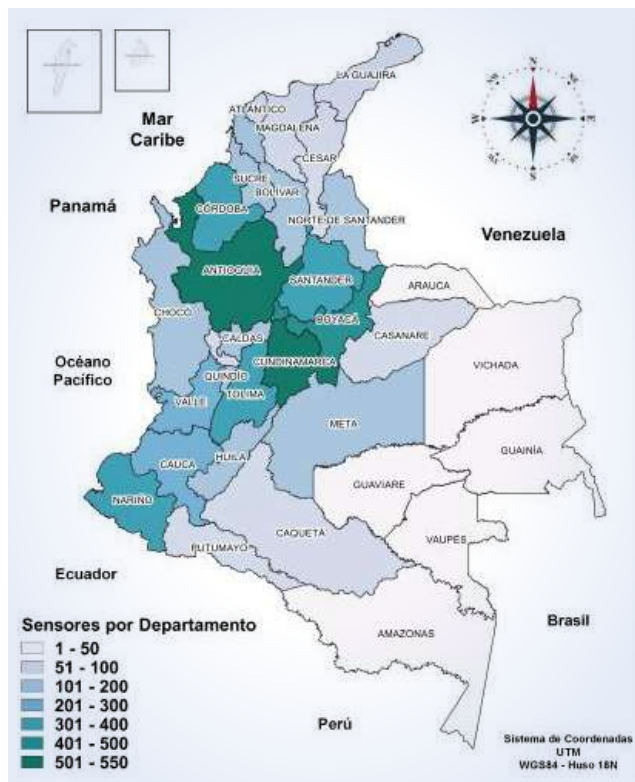 LA GUAJIRA
ATLÁNTICO
Mar
Caribe
MAGDALENA
CESAR
N
E
S
W
Panamá
SUCRE
BOLÍVAR
CÓRDOBA
NORTE DE SANTANDER
Venezuela
ANTIOQUIA
SANTANDER
ARAUCA
CHOCÓ
BOYACÁ
CASANARE
CALDAS
CUNDINAMARCA
Océano
Pacífico
VICHADA
QUINDÍO
VALLE
TOLIMA
META
GUAINÍA
CAUCA
HUILA
GUAVIARE
NARIÑO
CAQUETÁ
VAUPÉS
PUTUMAYO
Ecuador
Brasil
AMAZONAS
Sensores por Departamento
1 - 50
51 - 100
101 - 200
201 - 300
301 - 400
401 - 500
501 - 550
Perú
Sistema de Coordenadas
UTM
WGS84 - Huso 18N